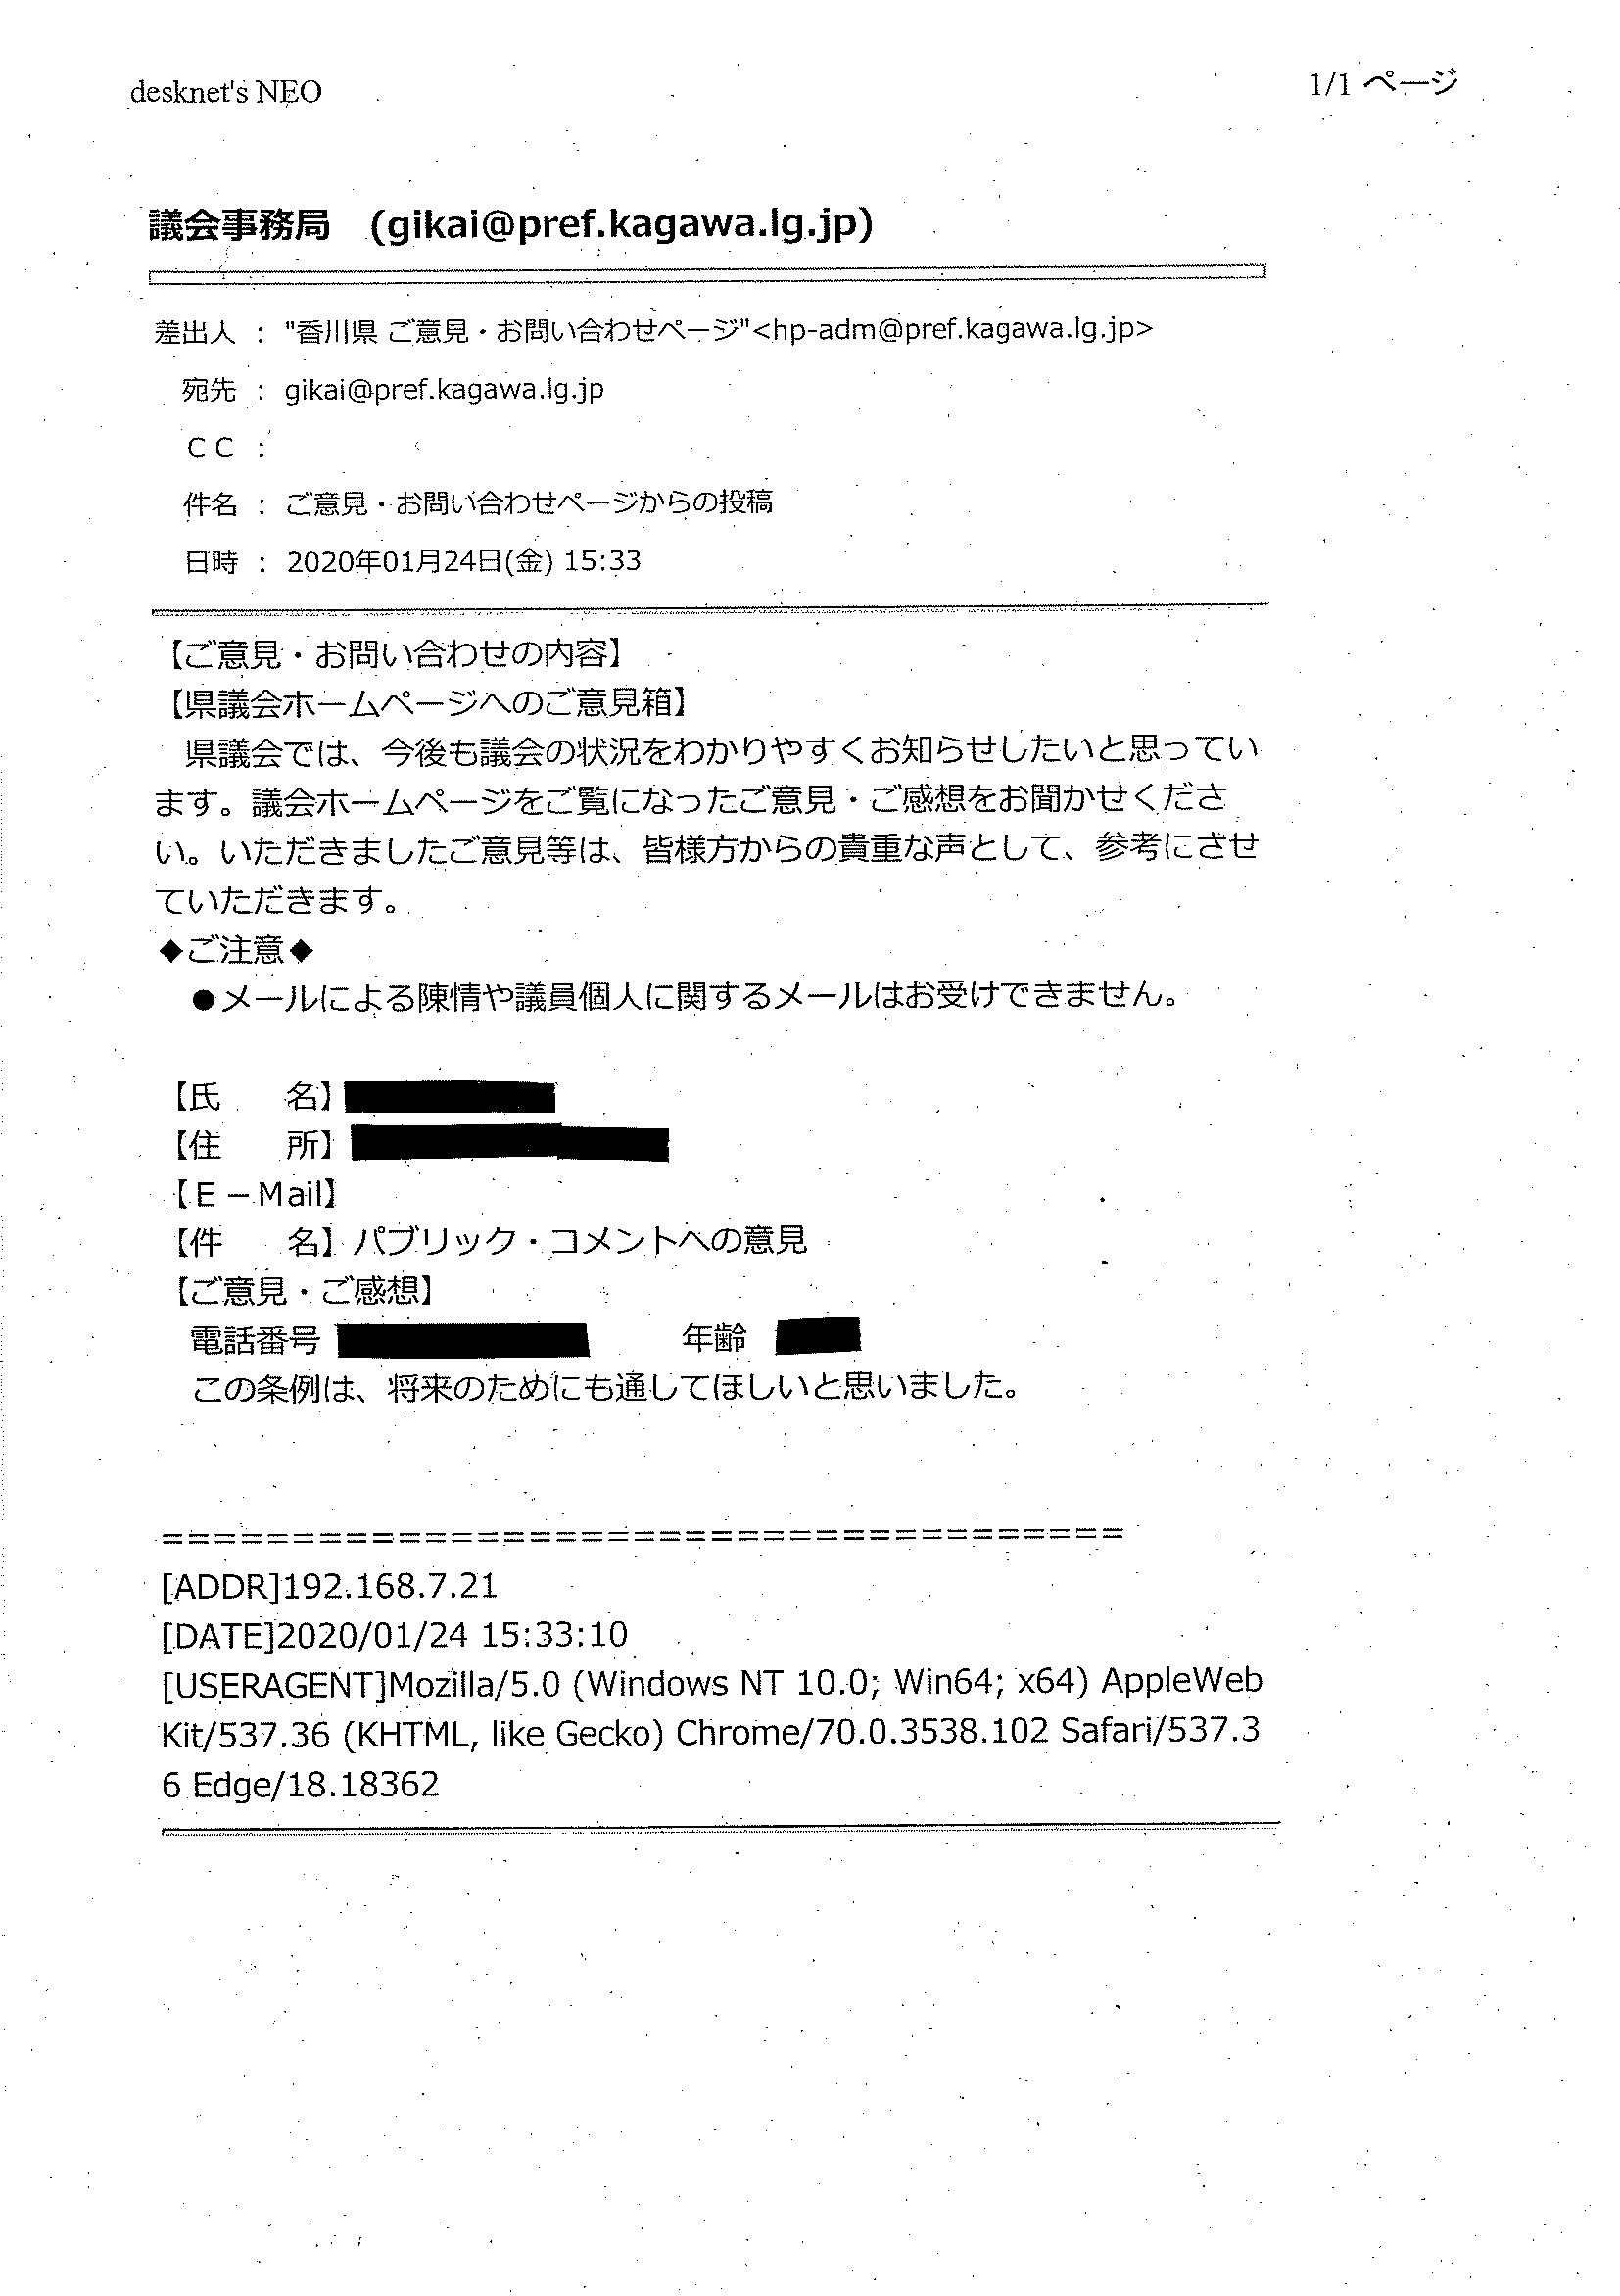 desknet's NEO
1/1 ページ
議会事務局　(gikai@pref.kagawa.lg.jp)
差出人 ： "香川県 ご意見・お問い合わせページ"<hp-adm@pref.kagawa.lg.jp>
宛先 ： gikai@pref.kagawa.lg.jp
ＣＣ ：
件名 ： ご意見・お問い合わせページからの投稿
日時 ： 2020年01月24日(金) 15:33
【ご意見・お問い合わせの内容】
【県議会ホームページへのご意見箱】
　県議会では、今後も議会の状況をわかりやすくお知らせしたいと思ってい
ます。議会ホームページをご覧になったご意見・ご感想をお聞かせくださ
い。いただきましたご意見等は、皆様方からの貴重な声として、参考にさせ
ていただきます。
◆ご注意◆
　●メールによる陳情や議員個人に関するメールはお受けできません。
【氏　　名】
【住　　所】
【Ｅ－Mail】
【件　　名】パブリック・コメントへの意見
【ご意見・ご感想】
電話番号　　年齢
この条例は、将来のためにも通してほしいと思いました。
=====================================
[ADDR]192.168.7.21
[DATE]2020/01/24 15:33:10
[USERAGENT]Mozilla/5.0 (Windows NT 10.0; Win64; x64) AppleWeb
Kit/537.36 (KHTML, like Gecko) Chrome/70.0.3538.102 Safari/537.3
6 Edge/18.18362